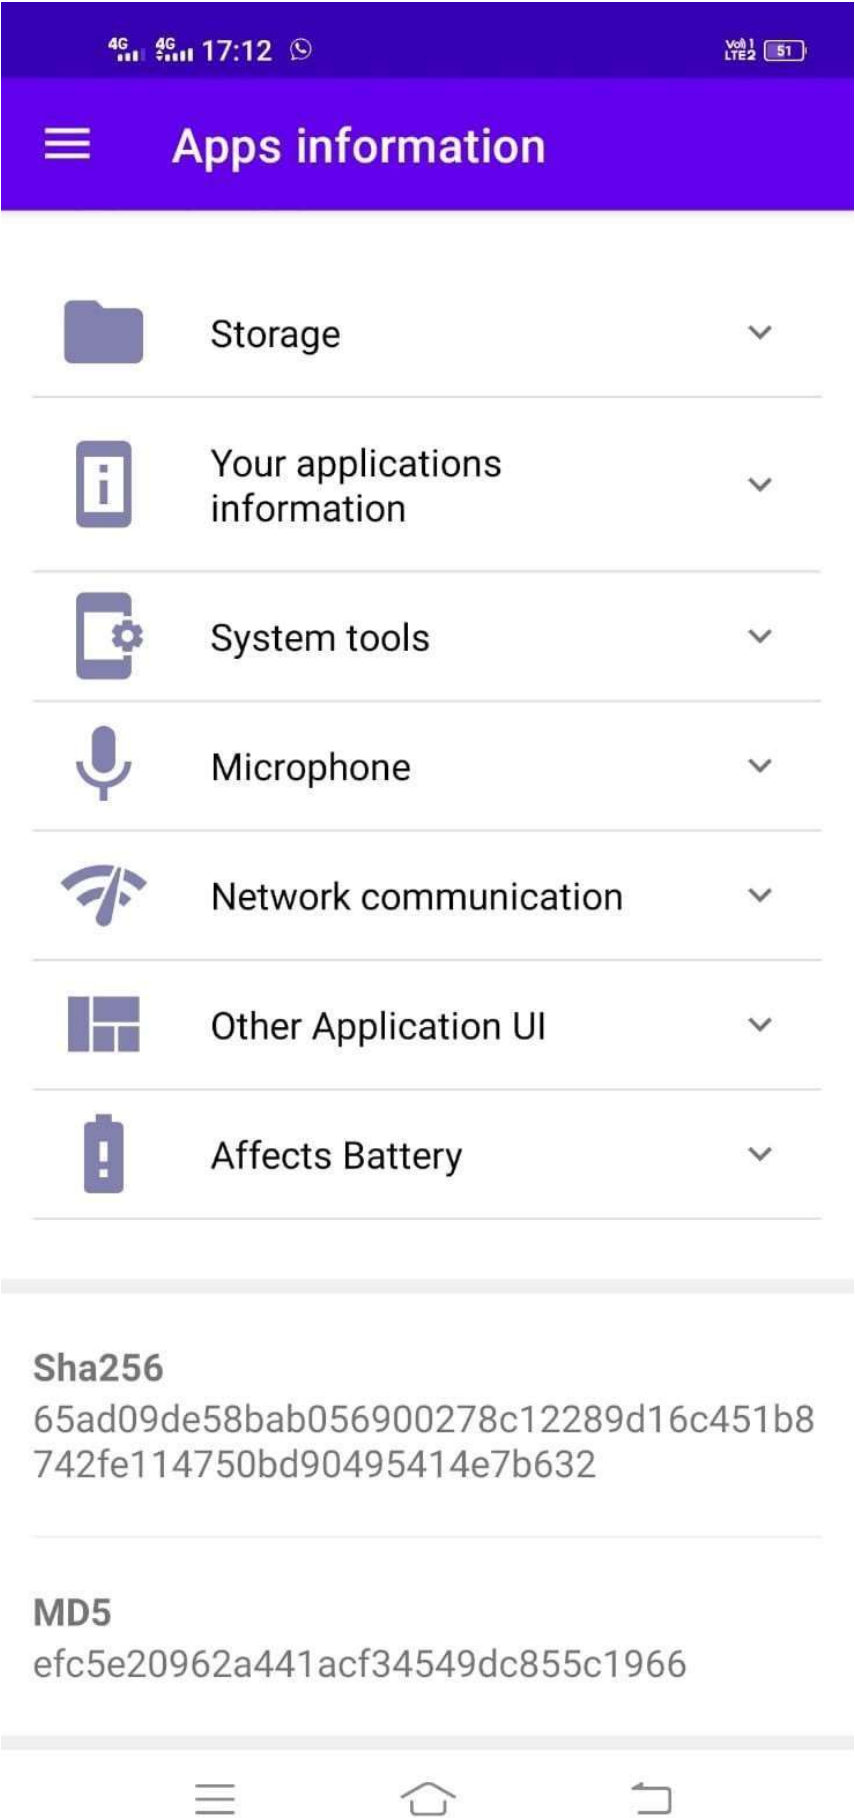 4G 4G 17:12 Vo) 1 LTE2 51
Apps information
Storage
Your applications
information
System tools
Microphone
Network communication
Other Application UI
Affects Battery
Sha256
65ad09de58bab056900278c12289d16c451b8
742fe114750bd90495414e7b632
MD5
efc5e20962a441acf34549dc855c1966